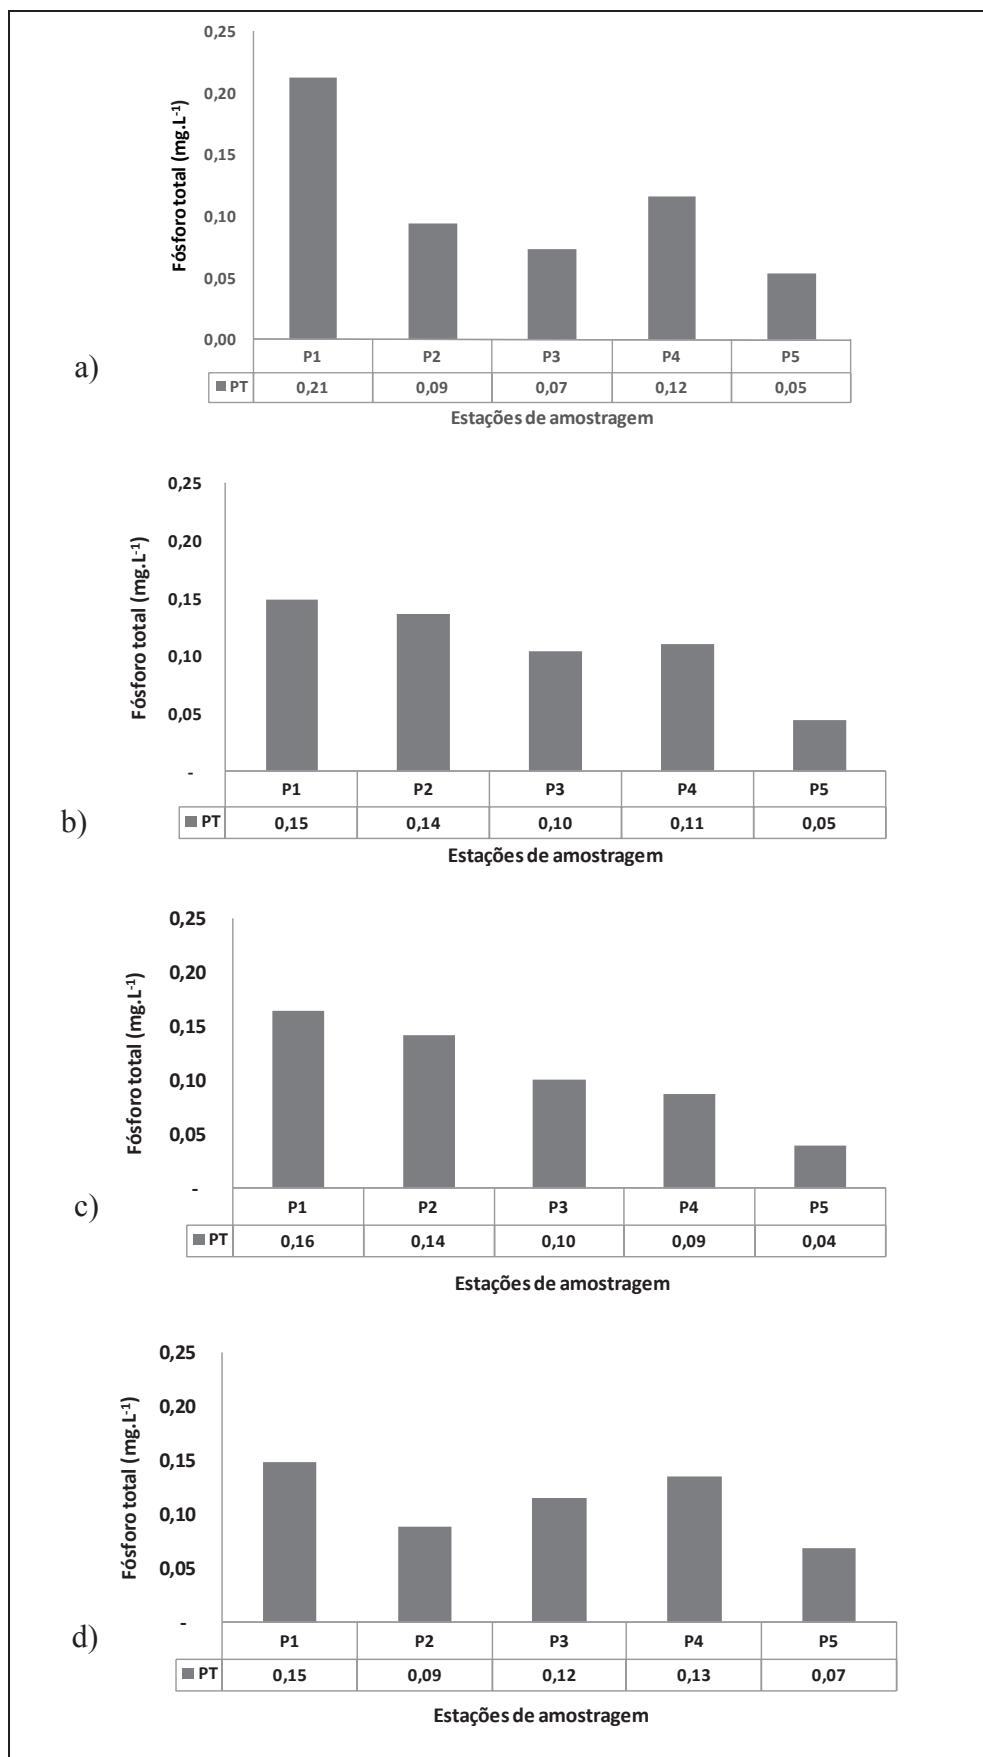 0,25
0,20
0,15
0,10
0,05
0,00
Fósforo total (mg.L-1)
P1 P2 P3 P4 P5
PT 0,21 0,09 0,07 0,12 0,05
Estações de amostragem
a)
0,25
0,20
0,15
0,10
0,05
-
Fósforo total (mg.L-1)
P1 P2 P3 P4 P5
PT 0,15 0,14 0,10 0,11 0,05
Estações de amostragem
b)
0,25
0,20
0,15
0,10
0,05
-
Fósforo total (mg.L-1)
P1 P2 P3 P4 P5
PT 0,16 0,14 0,10 0,09 0,04
Estações de amostragem
c)
0,25
0,20
0,15
0,10
0,05
-
Fósforo total (mg.L-1)
P1 P2 P3 P4 P5
PT 0,15 0,09 0,12 0,13 0,07
Estações de amostragem
d)